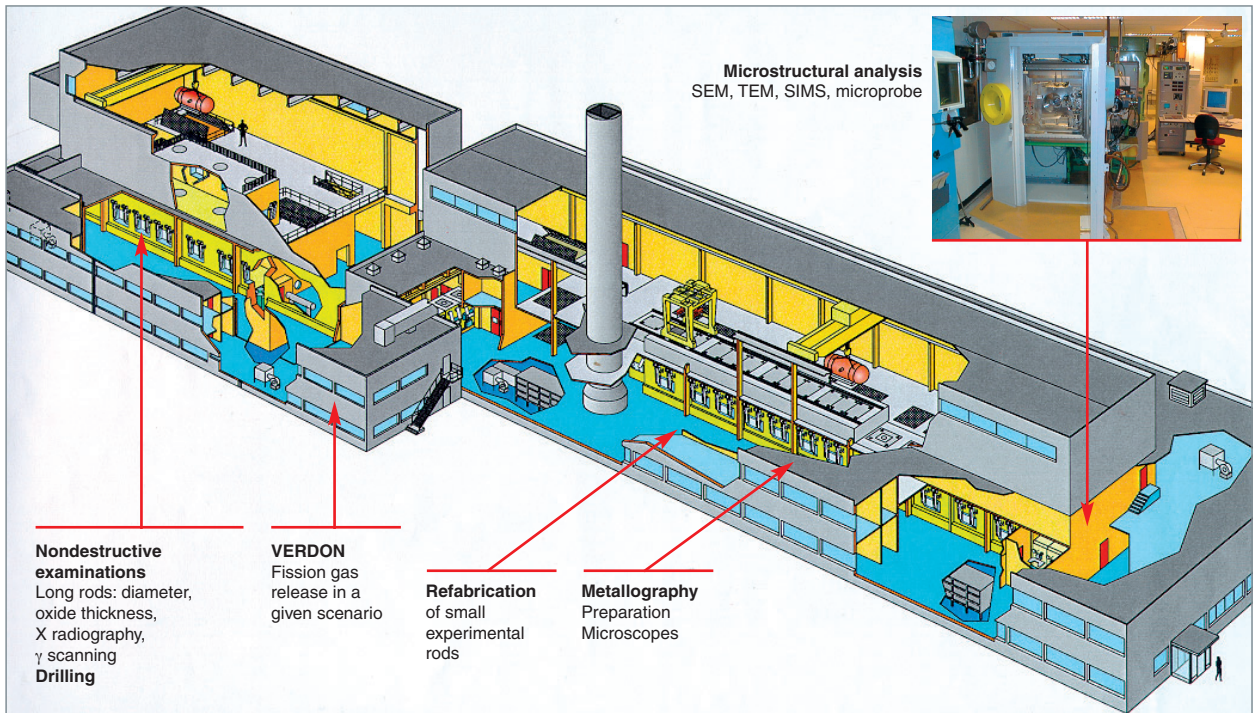 Microstructural analysis
SEM, TEM, SIMS, microprobe
Nondestructive
examinations
Long rods: diameter,
oxide thickness,
X radiography,
γ scanning
Drilling
VERDON
Fission gas
release in a
given scenario
Refabrication
of small
experimental
rods
Metallography
Preparation
Microscopes